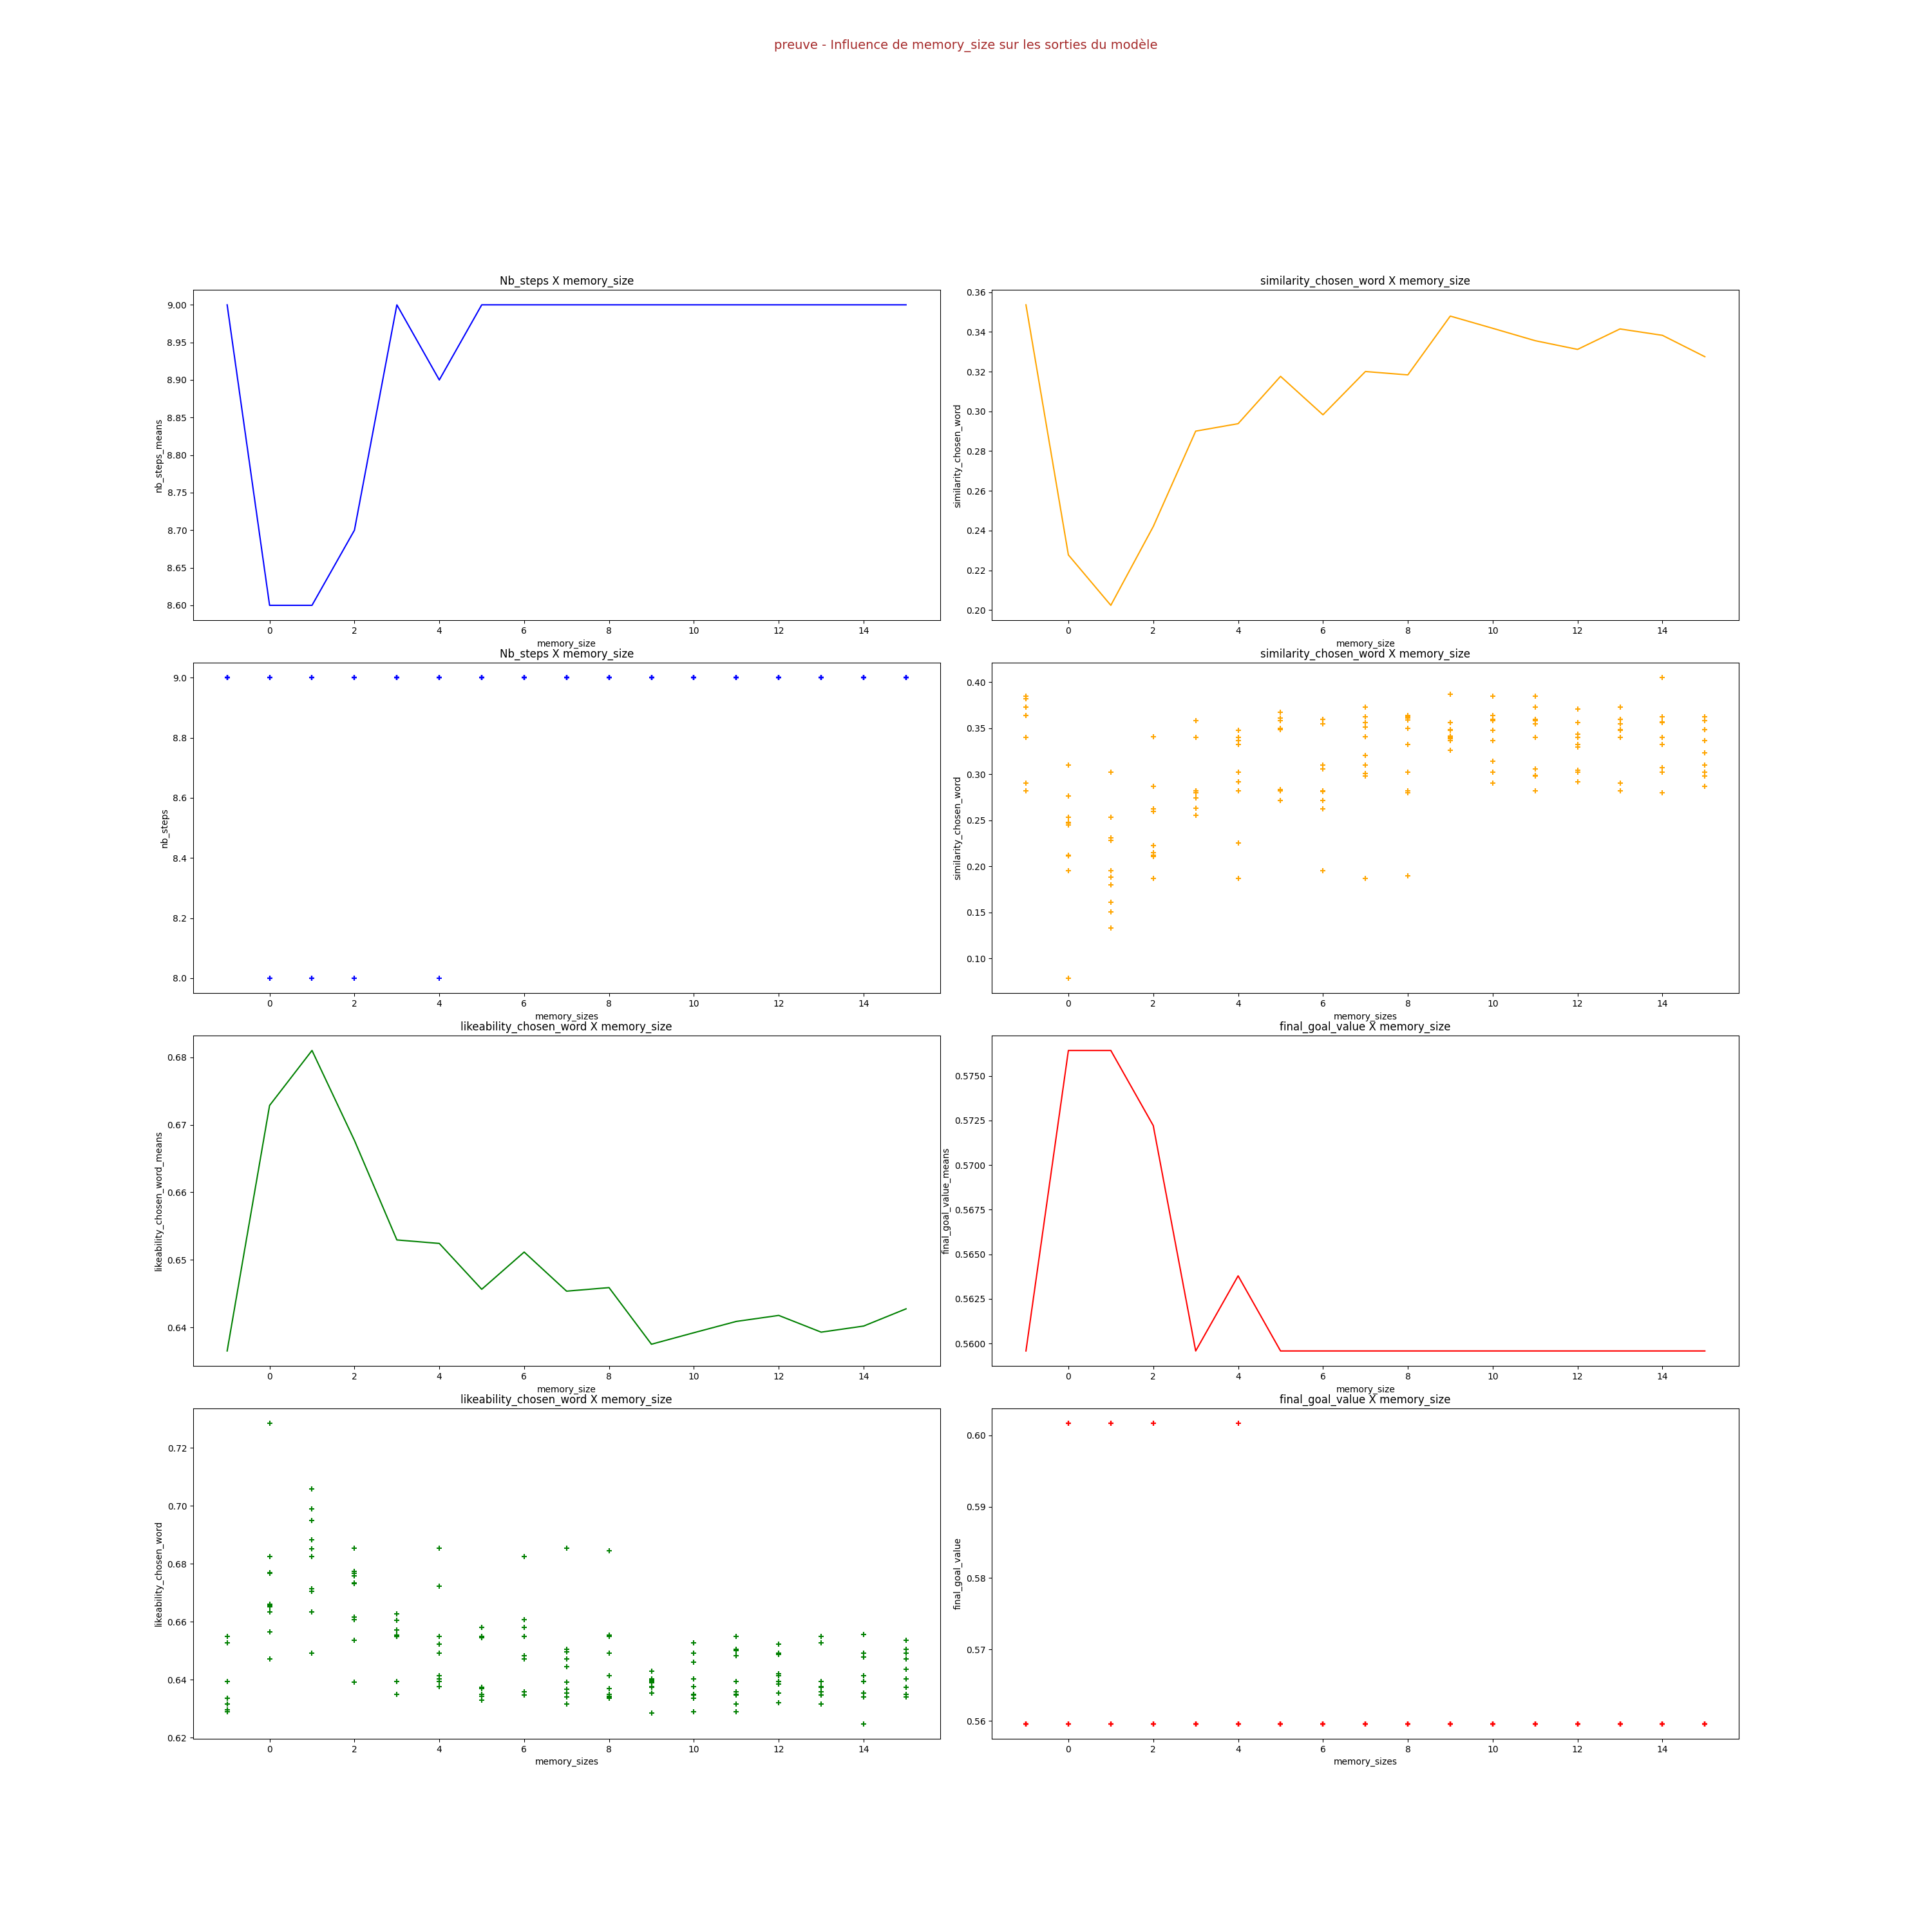 preuve - Influence de memory_size sur les sorties du modèle
Nb_steps X memory_size
nb_steps_means
9.00
8.95
8.90
8.85
8.80
8.75
8.70
8.65
8.60
0 2 4 6 8 10 12 14
memory_size
similarity_chosen_word X memory_size
similarity_chosen_word
0.36
0.34
0.32
0.30
0.28
0.26
0.24
0.22
0.20
0 2 4 6 8 10 12 14
memory_size
Nb_steps X memory_size
nb_steps
9.0
8.8
8.6
8.4
8.2
8.0
0 2 4 6 8 10 12 14
memory_sizes
similarity_chosen_word X memory_size
similarity_chosen_word
0.40
0.35
0.30
0.25
0.20
0.15
0.10
0 2 4 6 8 10 12 14
memory_sizes
likeability_chosen_word X memory_size
likeability_chosen_word_means
0.68
0.67
0.66
0.65
0.64
0 2 4 6 8 10 12 14
memory_size
final_goal_value X memory_size
final_goal_value_means
0.5750
0.5725
0.5700
0.5675
0.5650
0.5625
0.5600
0 2 4 6 8 10 12 14
memory_size
likeability_chosen_word X memory_size
likeability_chosen_word
0.72
0.70
0.68
0.66
0.64
0.62
0 2 4 6 8 10 12 14
memory_sizes
final_goal_value X memory_size
final_goal_value
0.60
0.59
0.58
0.57
0.56
0 2 4 6 8 10 12 14
memory_sizes